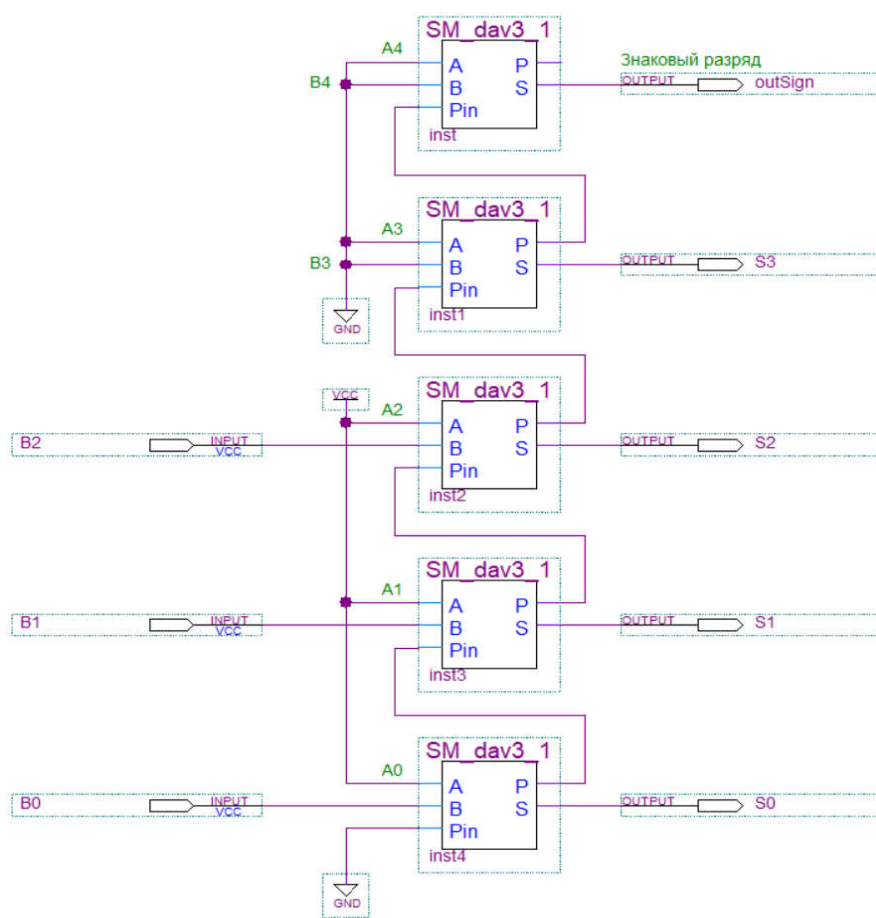 SM_dav3_1
A4
A
P
Знаковый разряд
B4
B
S
OUTPUT
outSign
Pin
inst
SM_dav3_1
A3
A
P
B3
B
S
OUTPUT
S3
Pin
GND
inst1
SM_dav3_1
VCC
A2
A
P
B2
INPUT
VCC
B
S
OUTPUT
S2
Pin
inst2
SM_dav3_1
A1
A
P
B1
INPUT
VCC
B
S
OUTPUT
S1
Pin
inst3
SM_dav3_1
A0
A
P
B0
INPUT
VCC
B
S
OUTPUT
S0
Pin
inst4
GND